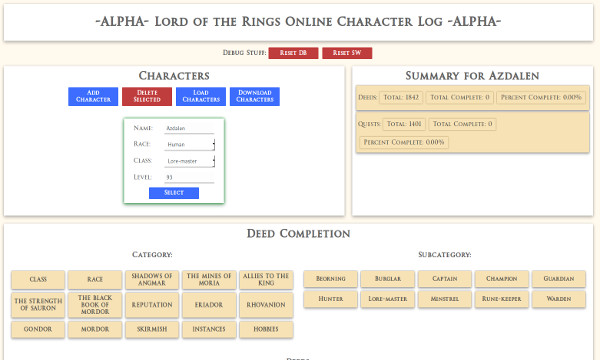 -ALPHA- Lord of the Rings Online Character Log -ALPHA-
Debug Stuff: Reset DB Reset SW
Characters
Add Character Delete Selected Load Characters Download Characters
Name: Azdalen
Race: Human
Class: Lore-master
Level: 93
Select
Summary for Azdalen
Deeds: Total: 1842 Total Complete: 0 Percent Complete: 0.00%
Quests: Total: 1401 Total Complete: 0
Percent Complete: 0.00%
Deed Completion
Category:
CLASS RACE SHADOWS OF ANGMAR THE MINES OF MORIA ALLIES TO THE KING
THE STRENGTH OF SAURON THE BLACK BOOK OF MORDOR REPUTATION ERIADOR RHOVANION
GONDOR MORDOR SKIRMISH INSTANCES HOBBIES
Subcategory:
Beorning Burglar Captain Champion Guardian
Hunter Lore-master Minstrel Rune-keeper Warden